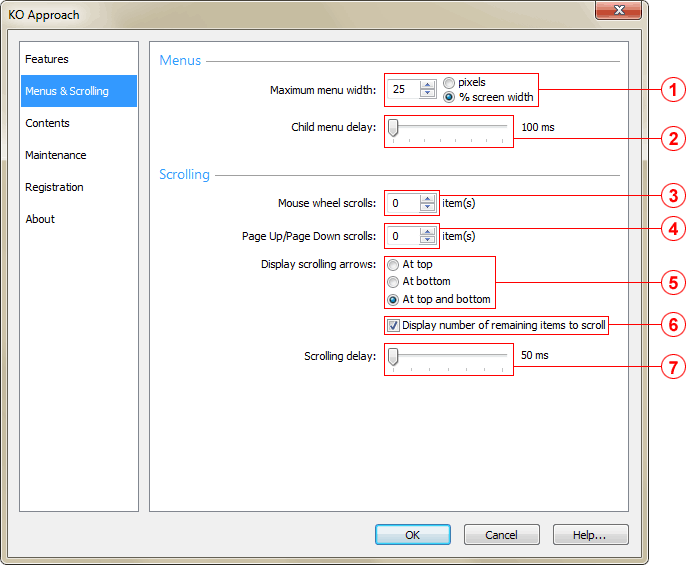 KO Approach
Features
Menus & Scrolling
Contents
Maintenance
Registration
About
Menus
Maximum menu width: 25 pixels
% screen width
1
Child menu delay: 100 ms
2
Scrolling
Mouse wheel scrolls: 0 item(s)
3
Page Up/Page Down scrolls: 0 item(s)
4
Display scrolling arrows: At top
At bottom
At top and bottom
5
Display number of remaining items to scroll
6
Scrolling delay: 50 ms
7
OK Cancel Help...